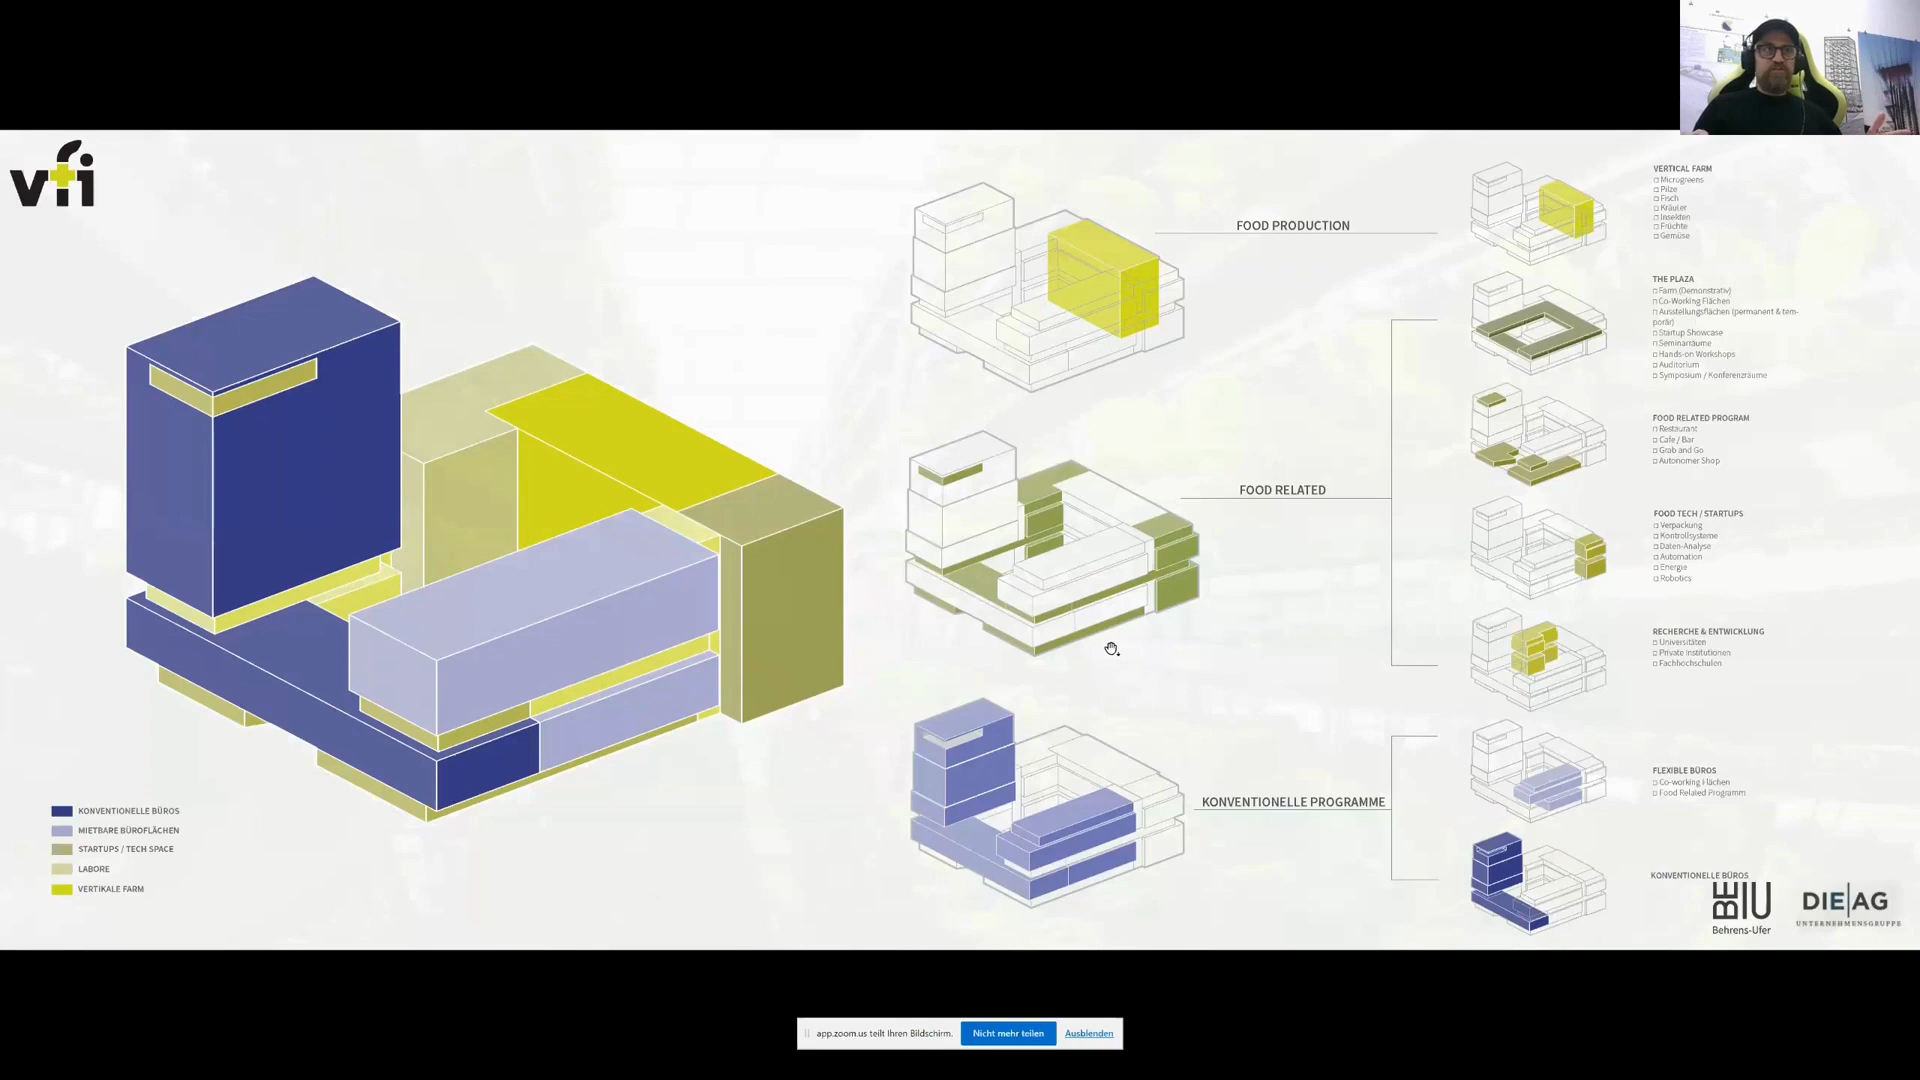 vfi
KONVENTIONELLE BÜROS
MIETBARE BÜROFLÄCHEN
STARTUPS / TECH SPACE
LABORE
VERTIKALE FARM
FOOD PRODUCTION
FOOD RELATED
KONVENTIONELLE PROGRAMME
VERTICAL FARM
□ Microgreens
□ Pilze
□ Fisch
□ Kräuter
□ Insekten
□ Früchte
□ Gemüse
THE PLAZA
□ Farm (Demonstrativ)
□ Co-Working Flächen
□ Ausstellungsflächen (permanent & tem-
porär)
□ Startup Showcase
□ Seminarräume
□ Hands-on Workshops
□ Auditorium
□ Symposium / Konferenzräume
FOOD RELATED PROGRAM
□ Restaurant
□ Cafe / Bar
□ Grab and Go
□ Autonomer Shop
FOOD TECH / STARTUPS
□ Verpackung
□ Kontrollsysteme
□ Daten-Analyse
□ Automation
□ Energie
□ Robotics
RECHERCHE & ENTWICKLUNG
□ Universitäten
□ Private Institutionen
□ Fachhochschulen
FLEXIBLE BÜROS
□ Co-working Flächen
□ Food Related Programm
KONVENTIONELLE BÜROS
BE U
Behrens-Ufer
DIE|AG
UNTERNEHMENSGRUPPE
app.zoom.us teilt Ihren Bildschirm.
Nicht mehr teilen
Ausblenden